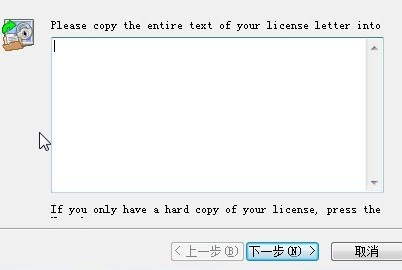 Please copy the entire text of your license letter into
If you only have a hard copy of your license, press the
< 上一步(B)
下一步(N) >
取消